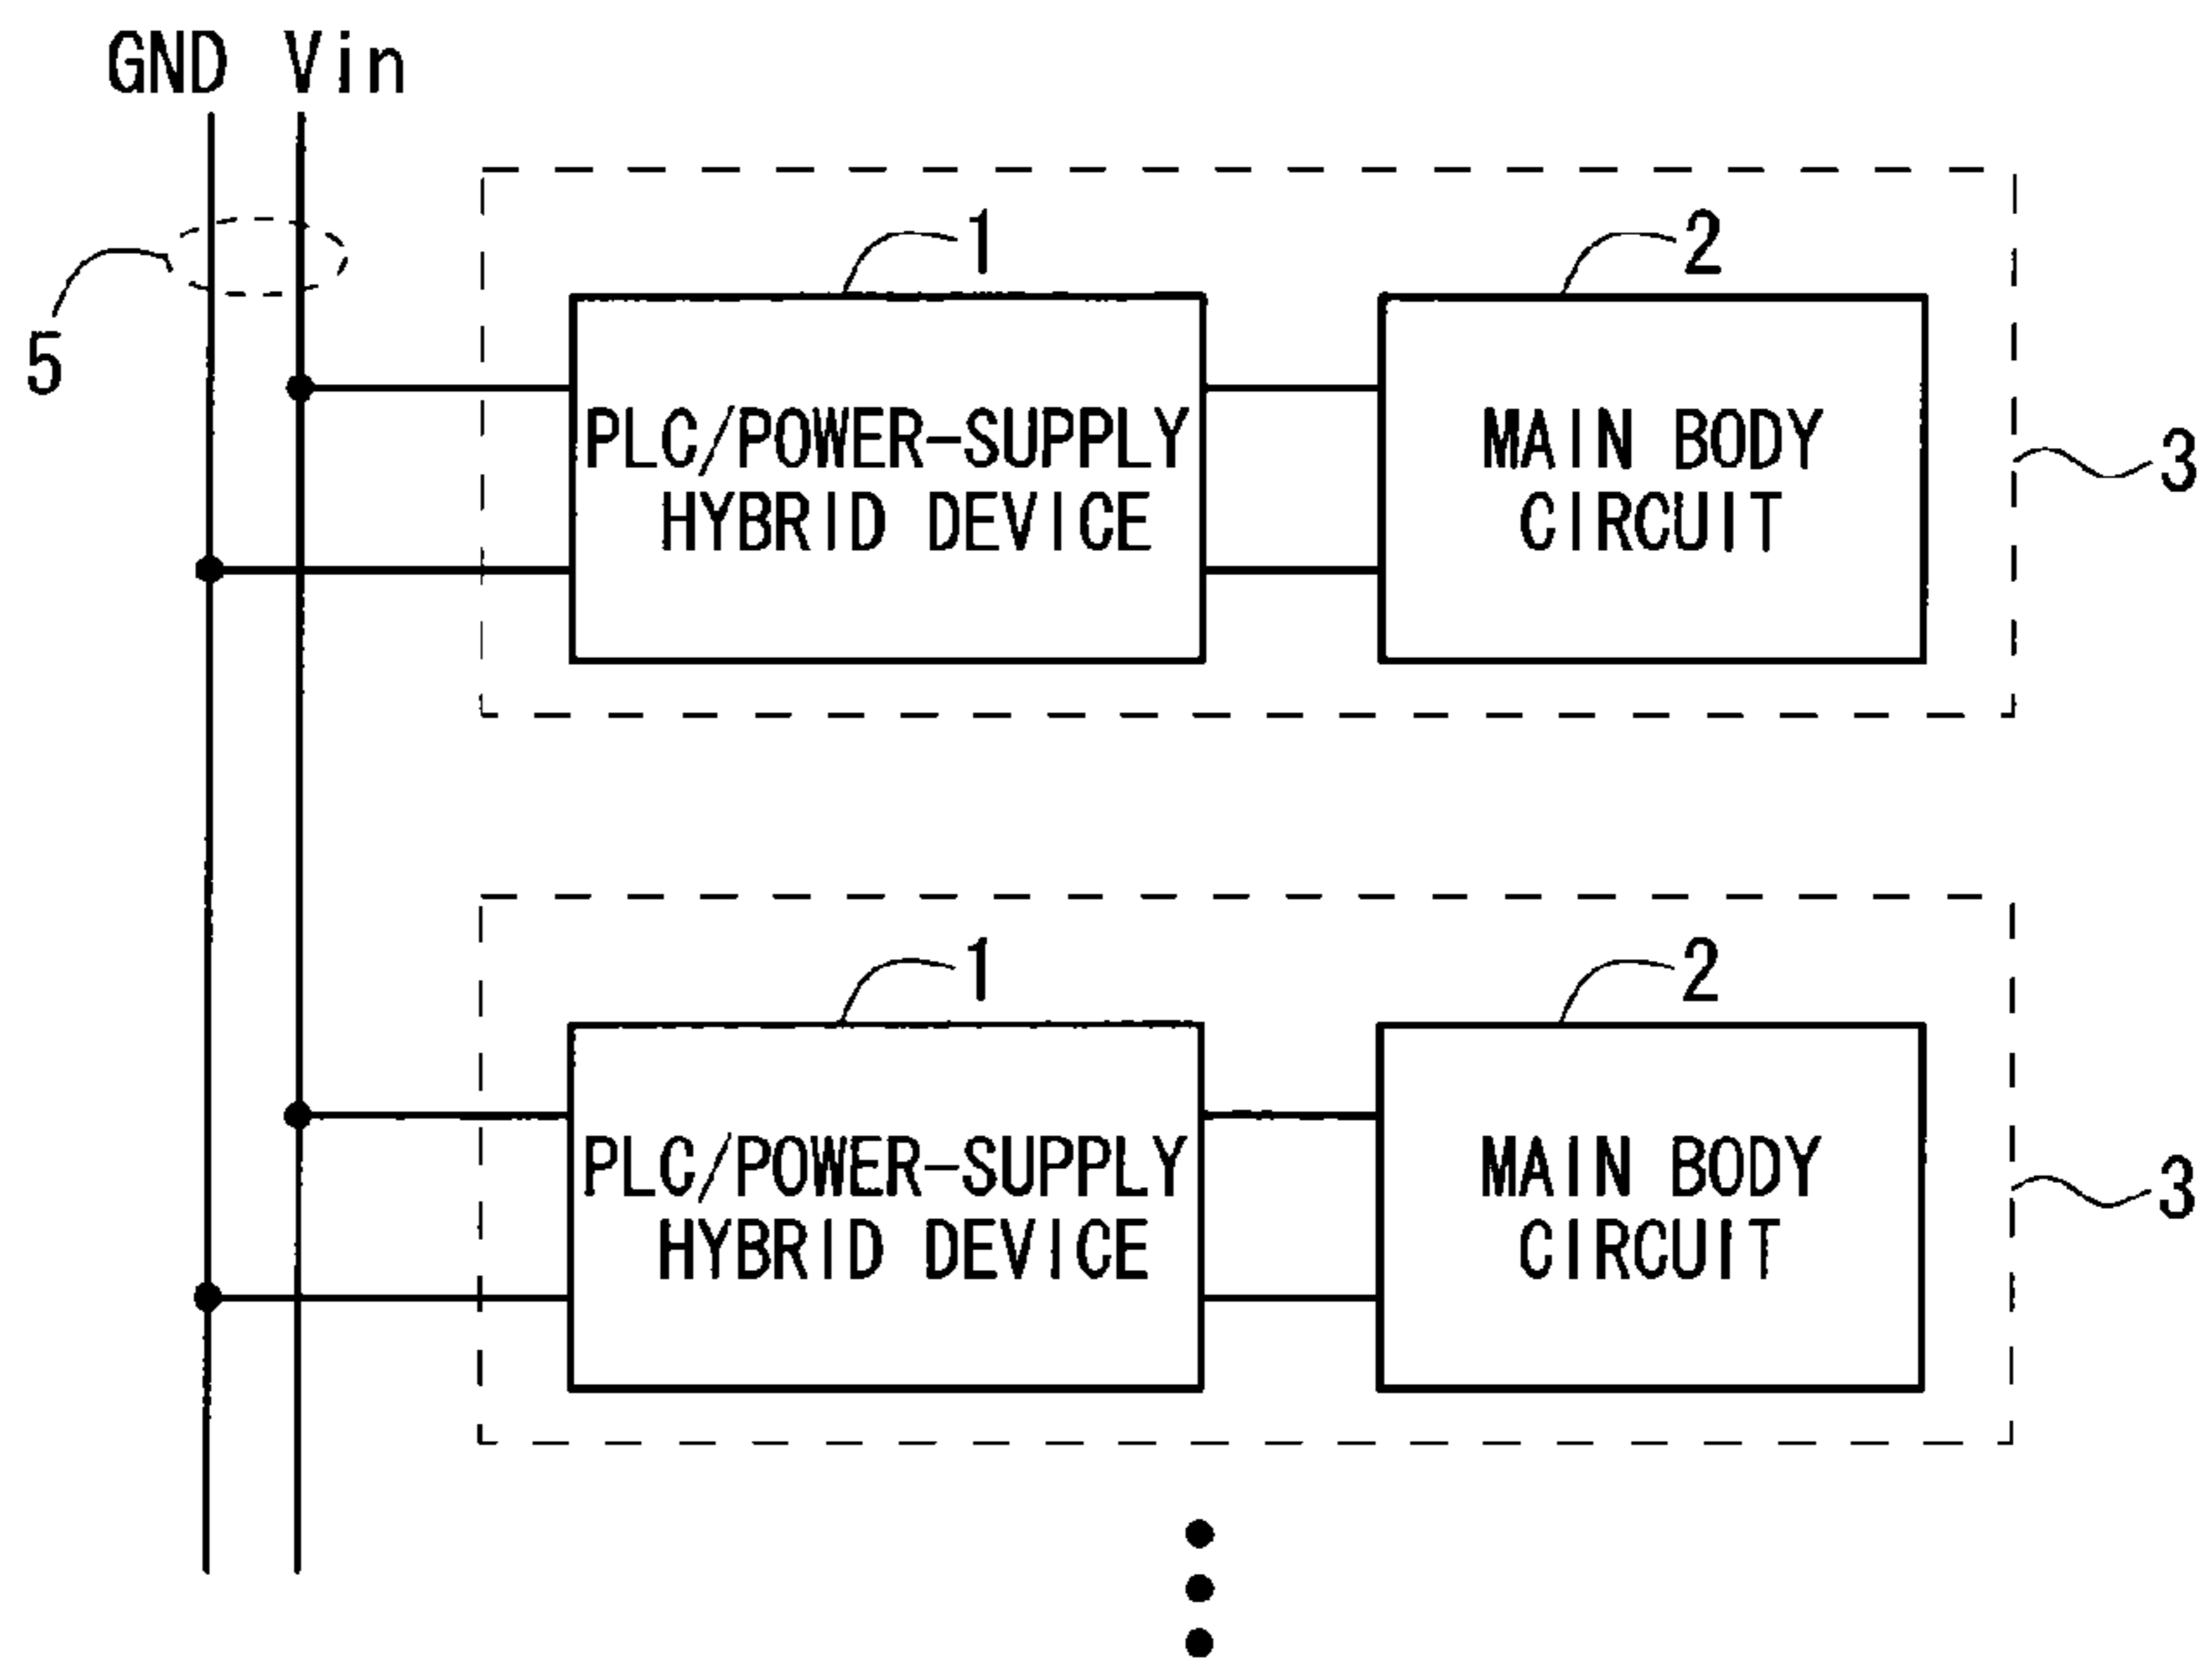 GND Vin
1
2
5
PLC/POWER-SUPPLY
HYBRID DEVICE
MAIN BODY
CIRCUIT
3
1
2
PLC/POWER-SUPPLY
HYBRID DEVICE
MAIN BODY
CIRCUIT
3